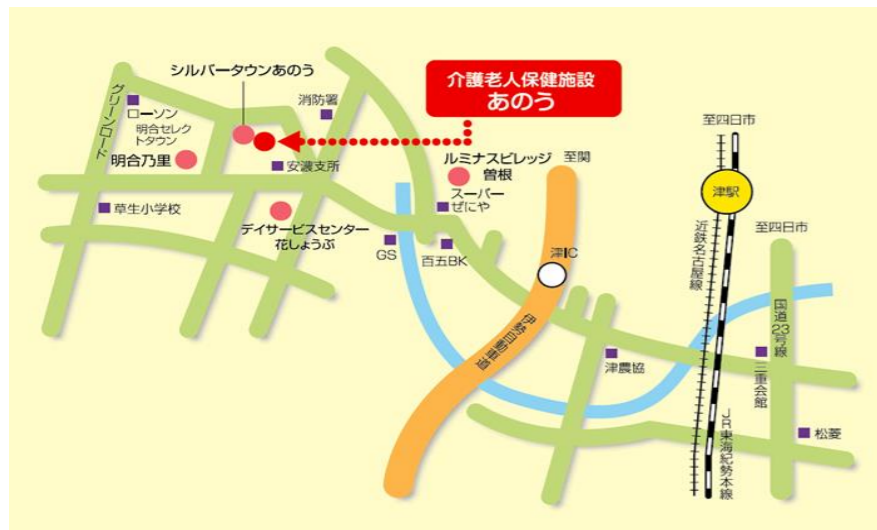 シルバータウンあのう
介護老人保健施設
あのう
グリーンロード
ローソン
明合セレク
トタウン
明合乃里
消防署
安濃支所
ルミナスビレッジ
曽根
至関
至四日市
津駅
草生小学校
デイサービスセンター
花しょうぶ
スーパー
ぜにや
GS
百五BK
津IC
近鉄名古屋線
至四日市
国道23号線
伊勢自動車道
津農協
三重会館
松菱
JR東海紀勢本線